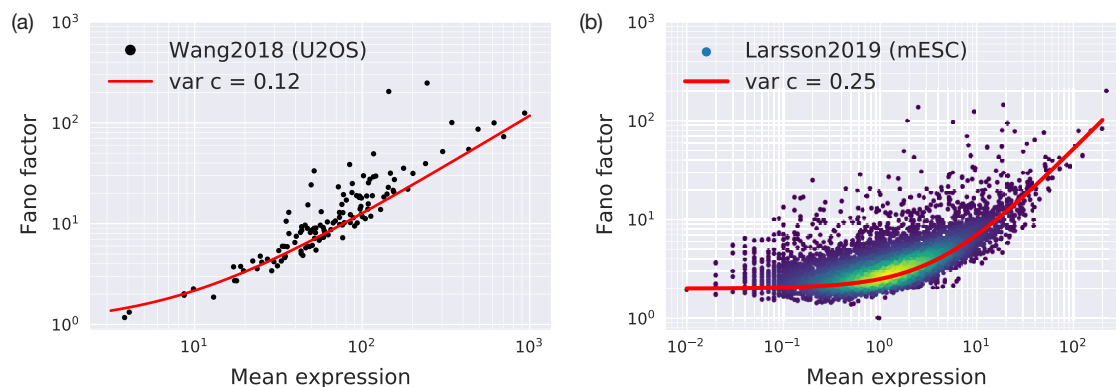 (a)
10^3
Wang2018 (U2OS)
var c = 0.12
10^2
10^1
10^0
Fano factor
10^1
10^2
10^3
Mean expression
(b)
10^3
Larsson2019 (mESC)
var c = 0.25
10^2
10^1
10^0
Fano factor
10^−2
10^−1
10^0
10^1
10^2
Mean expression